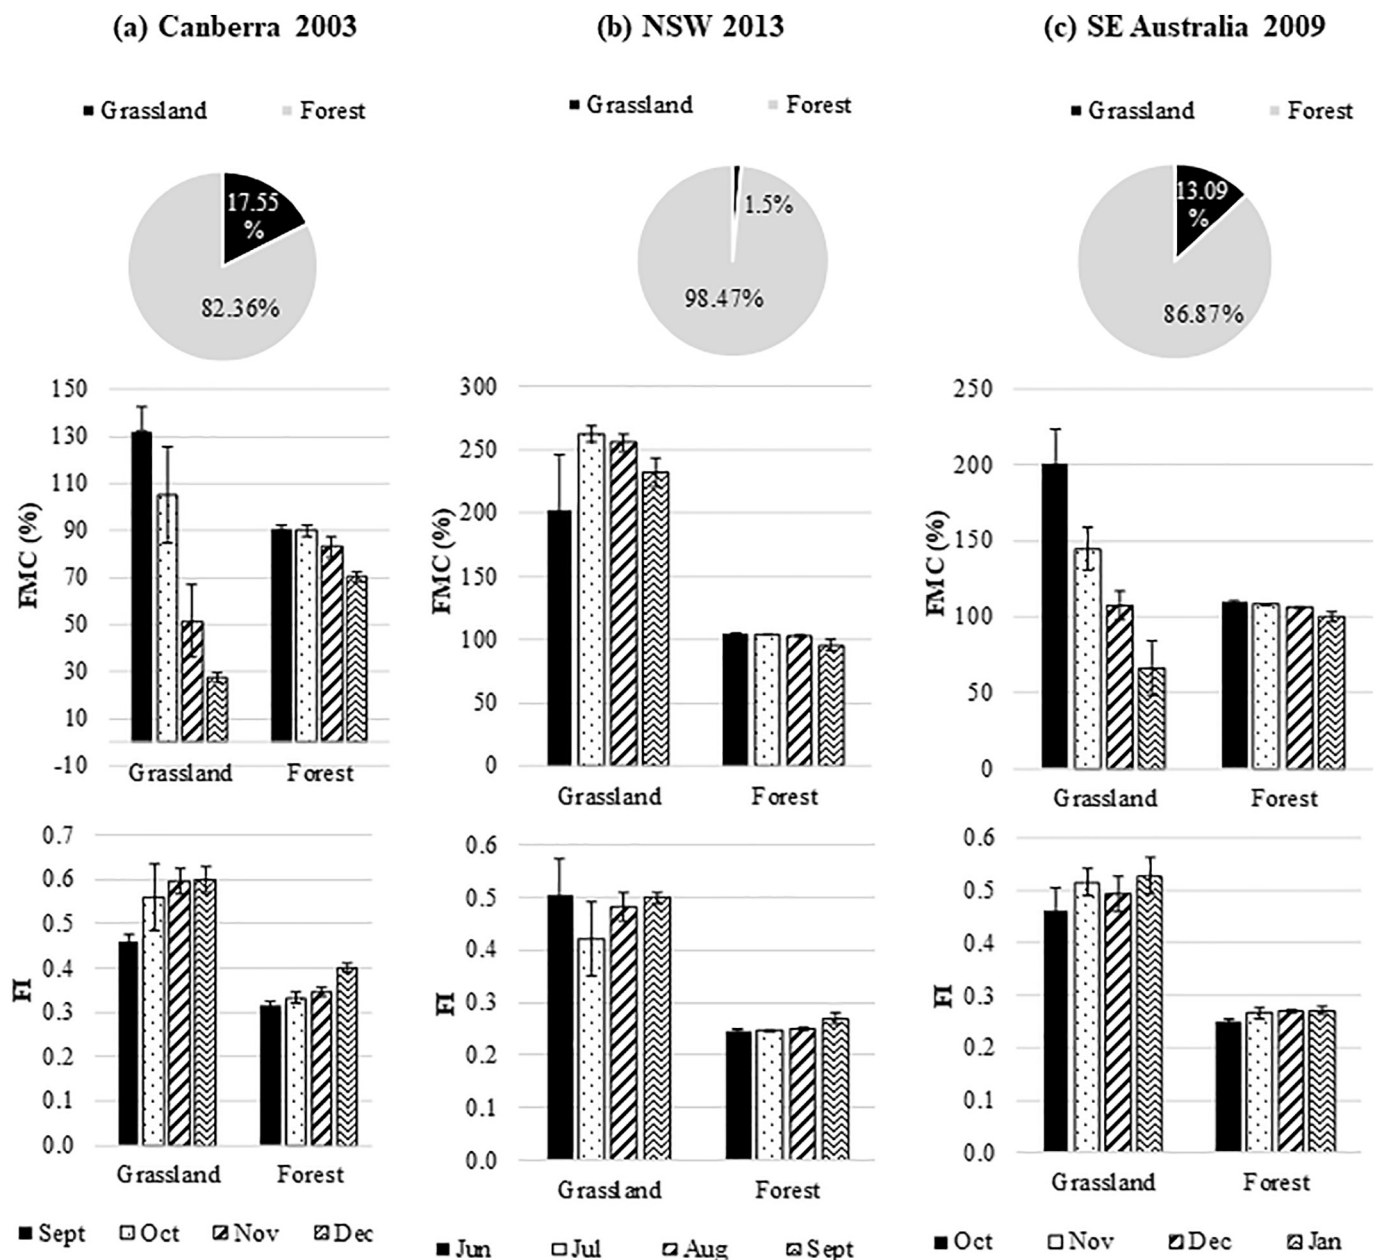 (a) Canberra 2003
Grassland Forest
17.55
%
82.36%
150
130
110
90
70
50
30
10
-10
FMC (%)
Grassland Forest
0.7
0.6
0.5
0.4
0.3
0.2
0.1
0.0
FI
Grassland Forest
Sept Oct Nov Dec
(b) NSW 2013
Grassland Forest
1.5%
98.47%
300
250
200
150
100
50
0
FMC (%)
Grassland Forest
0.6
0.5
0.4
0.3
0.2
0.1
0.0
FI
Grassland Forest
Jun Jul Aug Sept
(c) SE Australia 2009
Grassland Forest
13.09
%
86.87%
250
200
150
100
50
0
FMC (%)
Grassland Forest
0.6
0.5
0.4
0.3
0.2
0.1
0.0
FI
Grassland Forest
Oct Nov Dec Jan